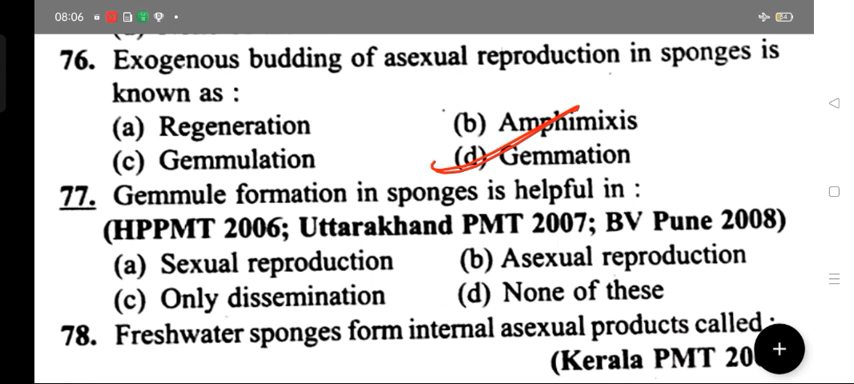 08:06
76. Exogenous budding of asexual reproduction in sponges is
known as :
(a) Regeneration (b) Amphimixis
(c) Gemmulation (d) Gemmation
77. Gemmule formation in sponges is helpful in :
(HPPMT 2006; Uttarakhand PMT 2007; BV Pune 2008)
(a) Sexual reproduction (b) Asexual reproduction
(c) Only dissemination (d) None of these
78. Freshwater sponges form internal asexual products called :
(Kerala PMT 20